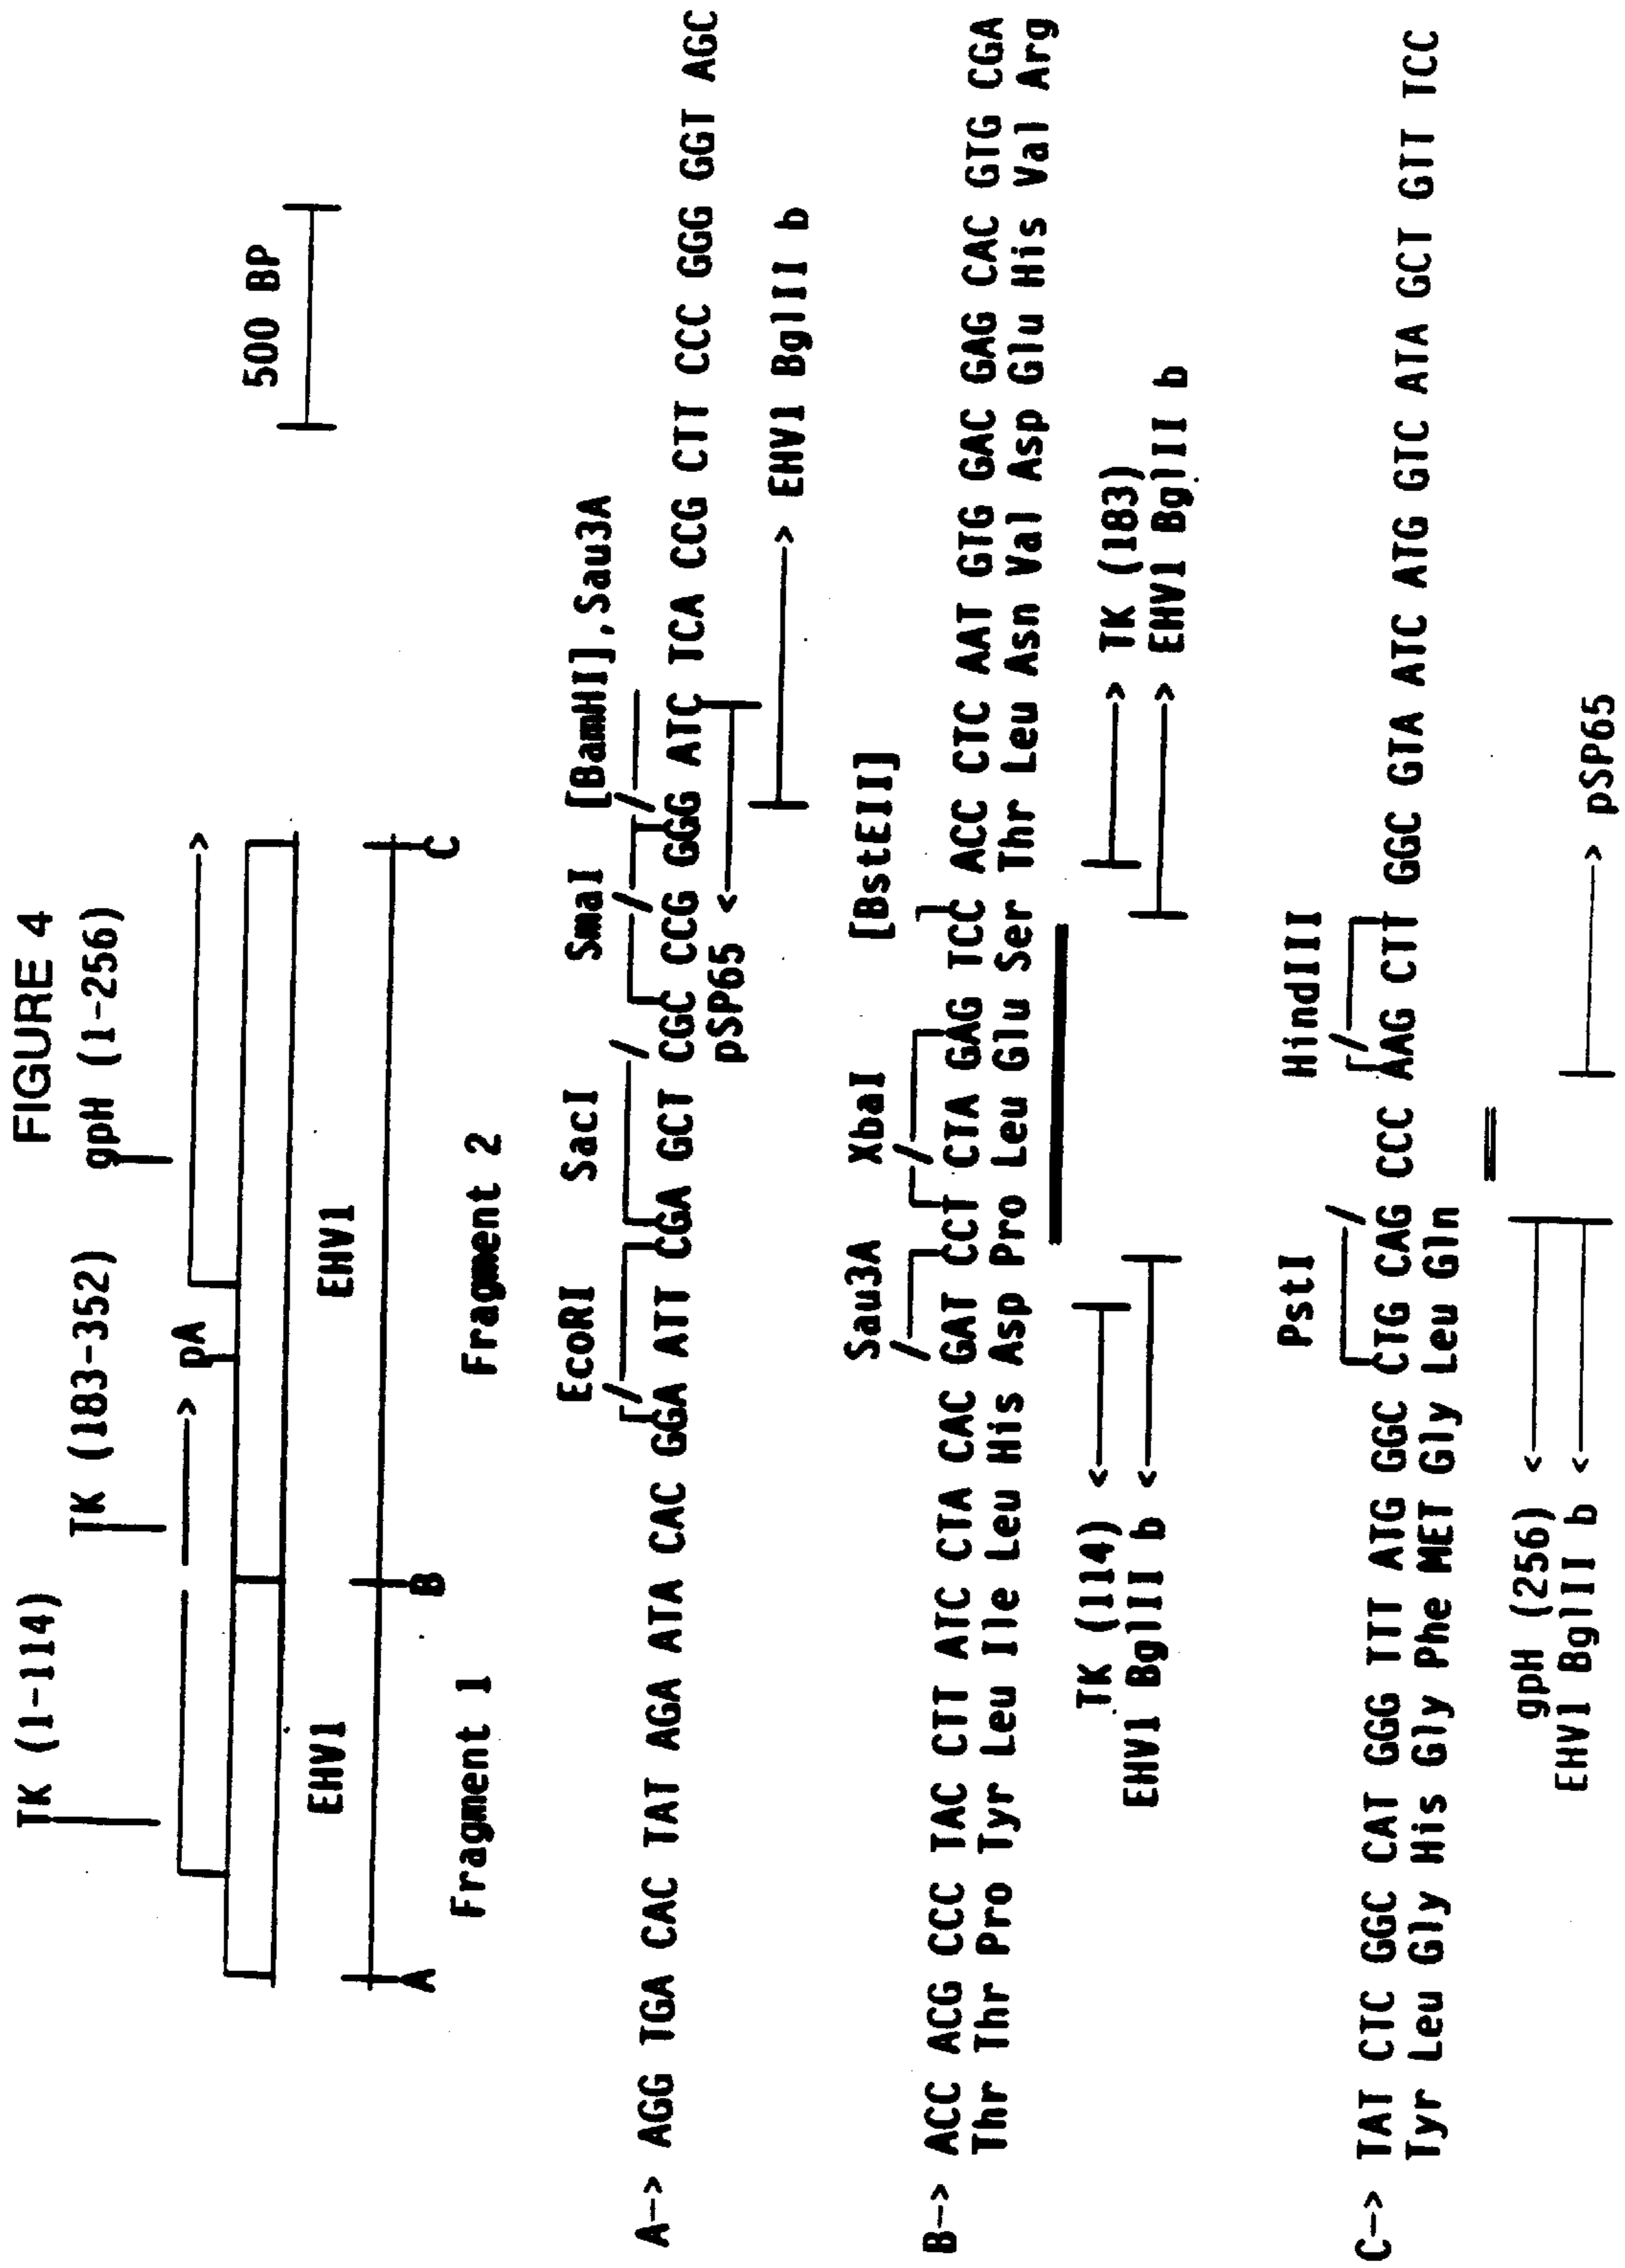 FIGURE 4
TK (1-114) TK (183-352) gpH (1-256)
pA
500 BP
EHV1 EHV1
A B C
Fragment 1 Fragment 2
EcoRI SacI SmaI [BamHI],Sau3A
A--> AGG TGA CAC TAT AGA ATA CAC GGA ATT CGA GCT CGC CCG GGG ATC TCA CCG CTT CCC GGG GGT AGC
pSP65 <
> EHV1 BglII b
Sau3A XbaI [BstEII]
B--> ACC ACG CCC TAC CTT ATC CTA CAC GAT CCT CTA GAG TCC ACC CTC AAT GTG GAC GAG CAC GTG CGA
Thr Thr Pro Tyr Leu Ile Leu His Asp Pro Leu Glu Ser Thr Leu Asn Val Asp Glu His Val Arg
TK (114) < > TK (183)
EHV1 BglII b < > EHV1 BglII b
PstI HindIII
C--> TAT CTC GGC CAT GGG TTT ATG GGC CTG CAG CCC AAG CTT GGC GTA ATC ATG GTC ATA GCT GTT TCC
Tyr Leu Gly His Gly Phe MET Gly Leu Gln
gpH (256) <
EHV1 BglII b <
> pSP65